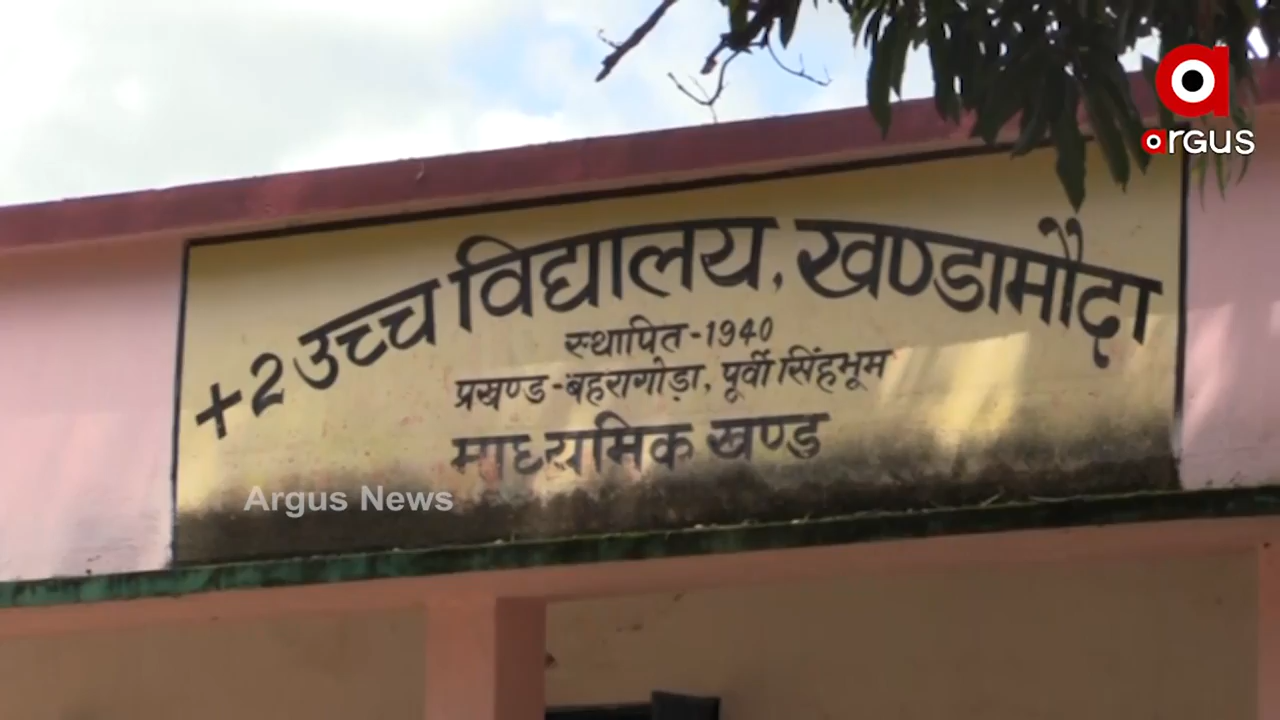 argus
+2 उच्च विद्यालय, खण्डामौदा
स्थापित-1940
प्रखण्ड-बहरागोड़ा, पूर्वी सिंहभूम
माध्यमिक खण्ड
Argus News